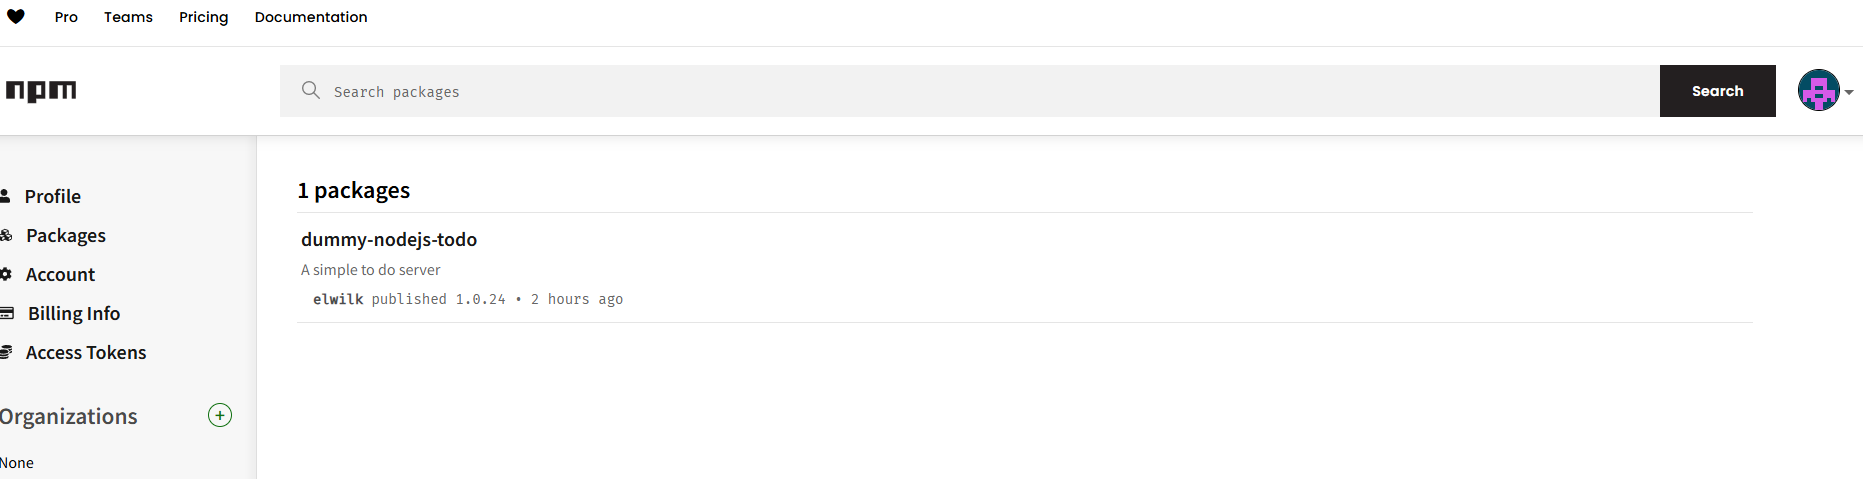 Pro Teams Pricing Documentation
npm
Search packages
Search
Profile
Packages
Account
Billing Info
Access Tokens
Organizations
+
None
1 packages
dummy-nodejs-todo
A simple to do server
elwilk published 1.0.24 • 2 hours ago